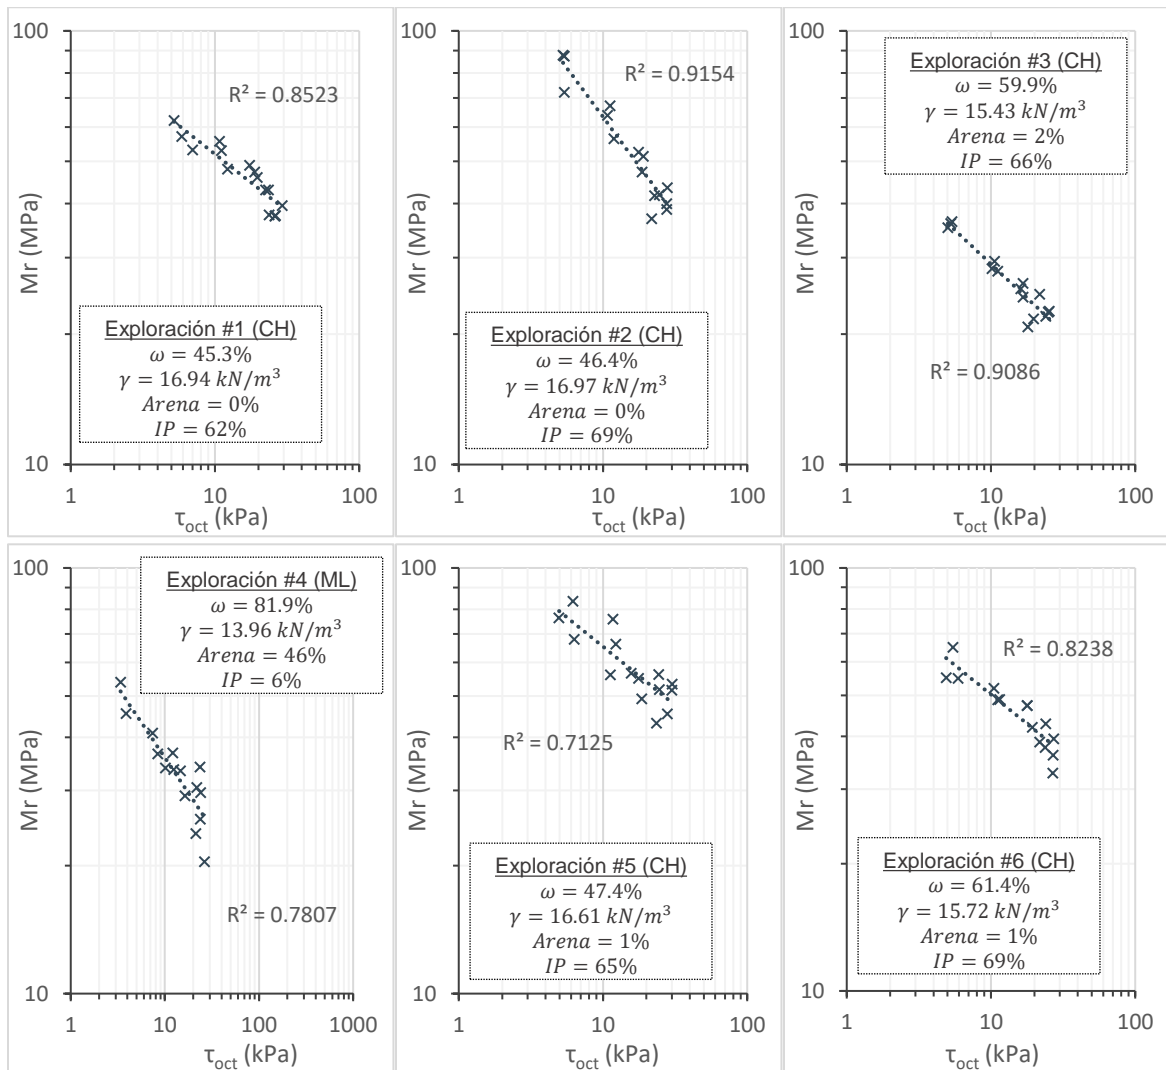 100
R² = 0.8523
Mr (MPa)
Exploración #1 (CH)
ω = 45.3%
γ = 16.94 kN/m³
Arena = 0%
IP = 62%
10
1 10 100
τoct (kPa)
100
R² = 0.9154
Mr (MPa)
Exploración #2 (CH)
ω = 46.4%
γ = 16.97 kN/m³
Arena = 0%
IP = 69%
10
1 10 100
τoct (kPa)
100
Exploración #3 (CH)
ω = 59.9%
γ = 15.43 kN/m³
Arena = 2%
IP = 66%
Mr (MPa)
R² = 0.9086
10
1 10 100
τoct (kPa)
100
Exploración #4 (ML)
ω = 81.9%
γ = 13.96 kN/m³
Arena = 46%
IP = 6%
Mr (MPa)
R² = 0.7807
10
1 10 100 1000
τoct (kPa)
100
Mr (MPa)
R² = 0.7125
Exploración #5 (CH)
ω = 47.4%
γ = 16.61 kN/m³
Arena = 1%
IP = 65%
10
1 10 100
τoct (kPa)
100
R² = 0.8238
Mr (MPa)
Exploración #6 (CH)
ω = 61.4%
γ = 15.72 kN/m³
Arena = 1%
IP = 69%
10
1 10 100
τoct (kPa)